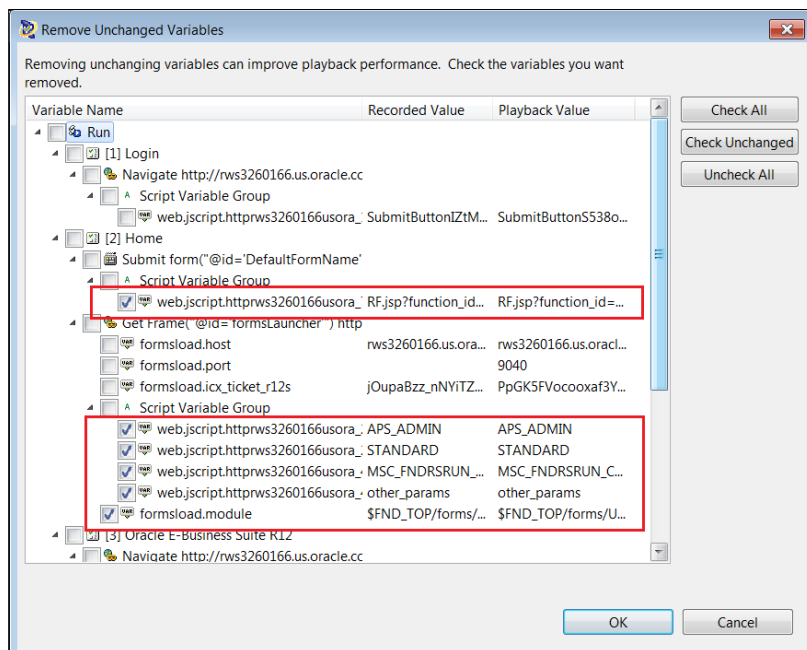 Remove Unchanged Variables
Removing unchanging variables can improve playback performance. Check the variables you want
removed.
Variable Name Recorded Value Playback Value
Run
[1] Login
Navigate http://rws3260166.us.oracle.cc
Script Variable Group
web.jscript.httprws3260166usora_ SubmitButtonIZtM... SubmitButtonS538o...
[2] Home
Submit form("@id='DefaultFormName'
Script Variable Group
web.jscript.httprws3260166usora_ RF.jsp?function_id... RF.jsp?function_id=...
Get Frame("@id='formsLauncher'") http
formsload.host rws3260166.us.ora... rws3260166.us.oracl...
formsload.port 9040
formsload.icx_ticket_r12s jOupaBzz_nNYiTZ... PpGK5FVocooxaf3Y...
Script Variable Group
web.jscript.httprws3260166usora_ APS_ADMIN APS_ADMIN
web.jscript.httprws3260166usora_ STANDARD STANDARD
web.jscript.httprws3260166usora_ MSC_FNDRSRUN_... MSC_FNDRSRUN_C...
web.jscript.httprws3260166usora_ other_params other_params
formsload.module $FND_TOP/forms/... $FND_TOP/forms/U...
[3] Oracle E-Business Suite R12
Navigate http://rws3260166.us.oracle.cc
Check All
Check Unchanged
Uncheck All
OK Cancel